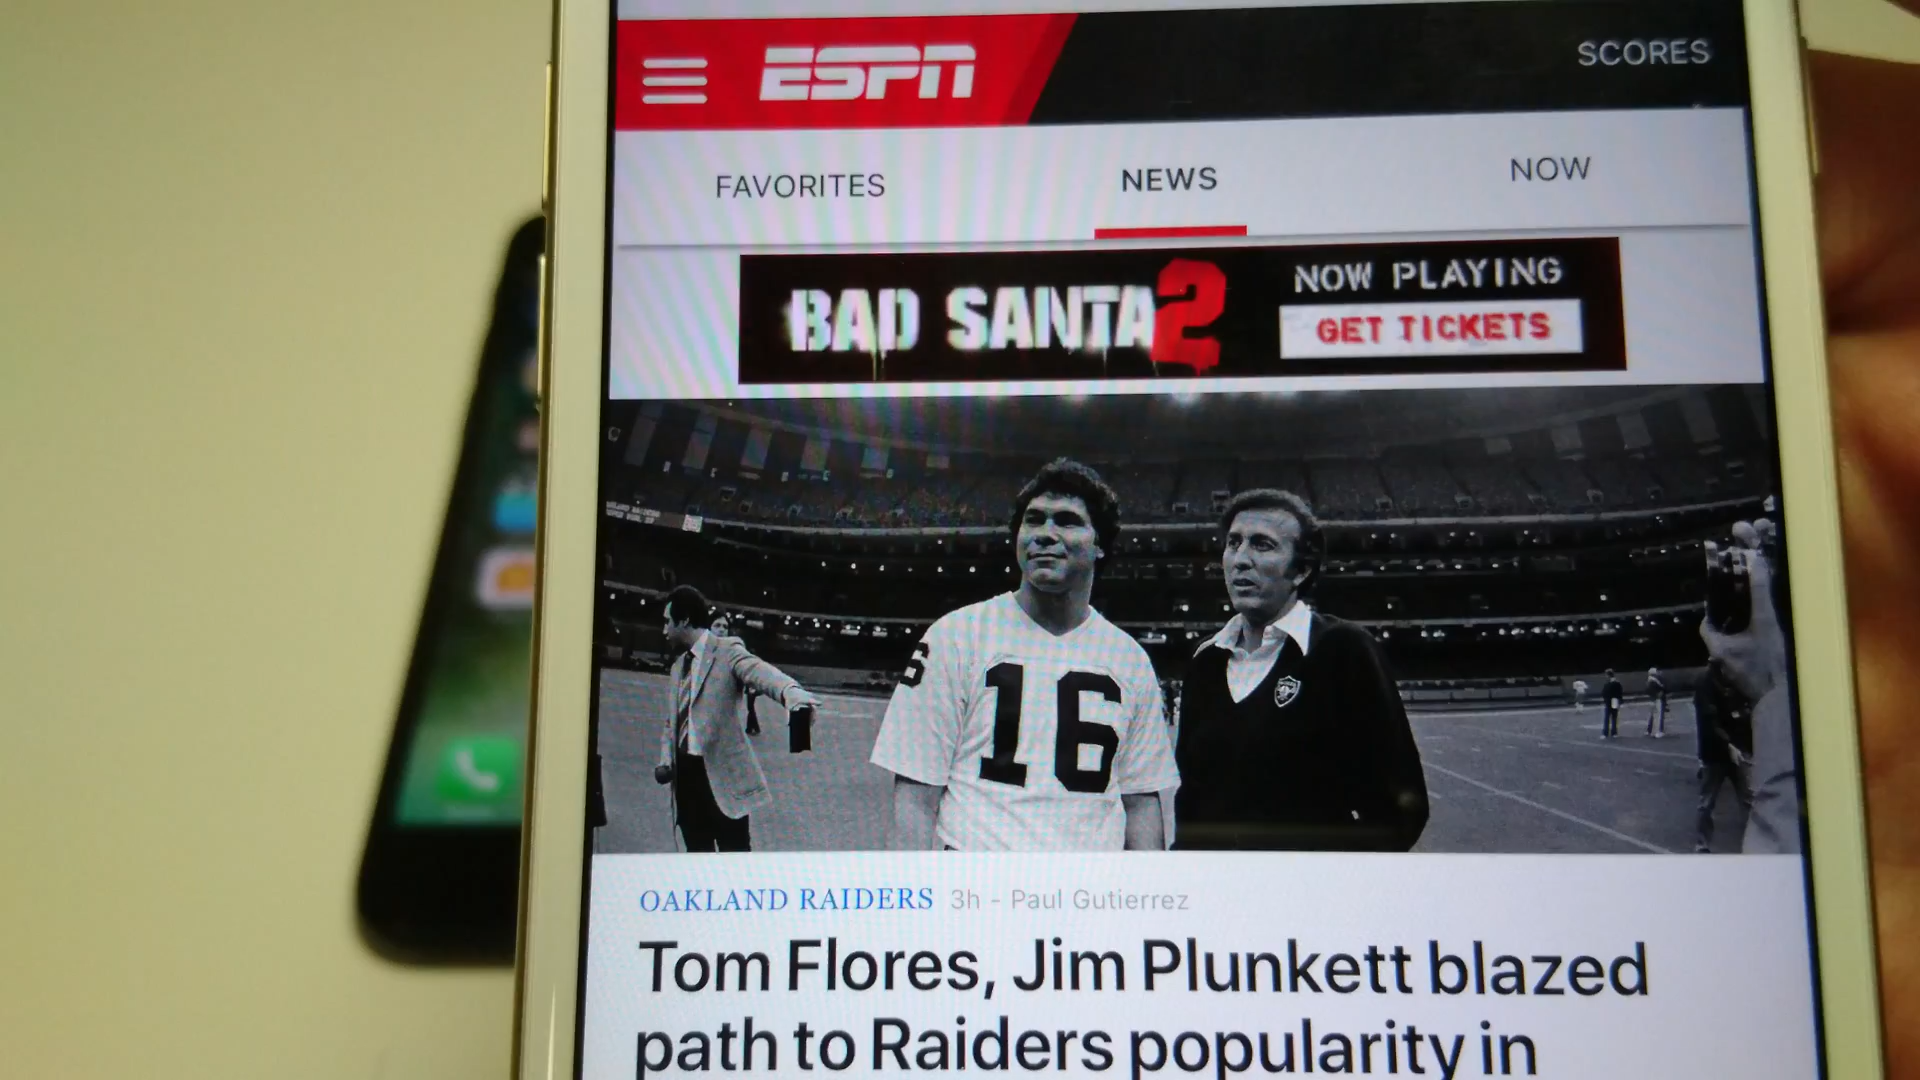 ESPN
SCORES
FAVORITES
NEWS
NOW
BAD SANTA 2
NOW PLAYING
GET TICKETS
16
6
OAKLAND RAIDERS 3h - Paul Gutierrez
Tom Flores, Jim Plunkett blazed
path to Raiders popularity in